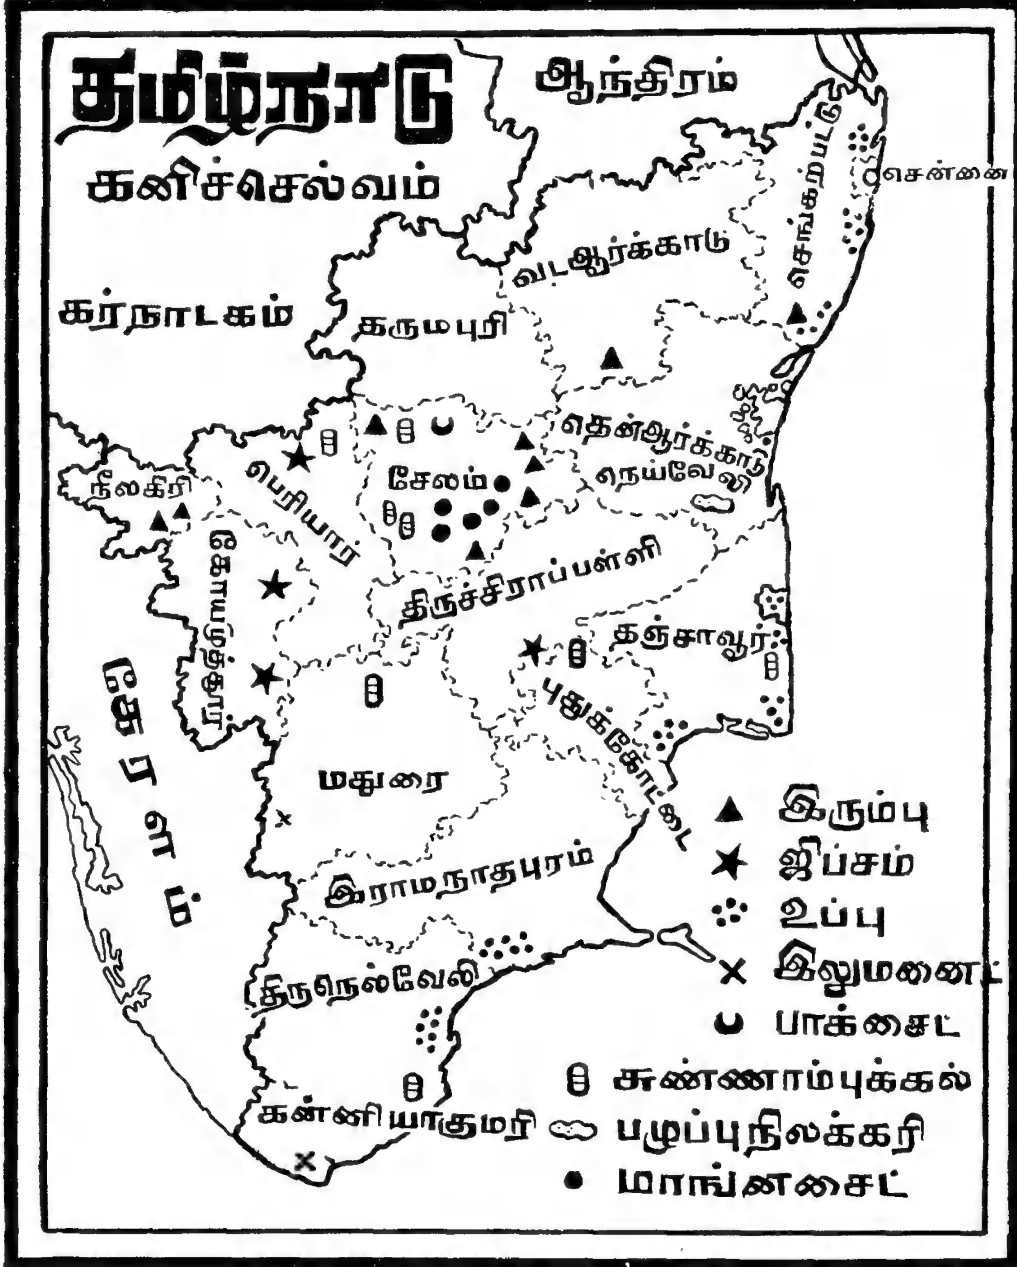 தமிழ்நாடு
கனிச்செல்வம்
ஆந்திரம்
சென்னை
செங்கற்பட்டு
வடஆர்க்காடு
கர்நாடகம்
தருமபுரி
தென்ஆர்க்காடு
நெய்வேலி
சேலம்
நீலகிரி
பெரியார்
கோயமுத்தூர்
திருச்சிராப்பள்ளி
தஞ்சாவூர்
புதுக்கோட்டை
கேரளம்
மதுரை
இராமநாதபுரம்
திருநெல்வேலி
கன்னியாகுமரி
இரும்பு
ஜிப்சம்
உப்பு
இலுமனைட்
பாக்சைட்
சுண்ணாம்புக்கல்
பழுப்புநிலக்கரி
மாங்னசைட்